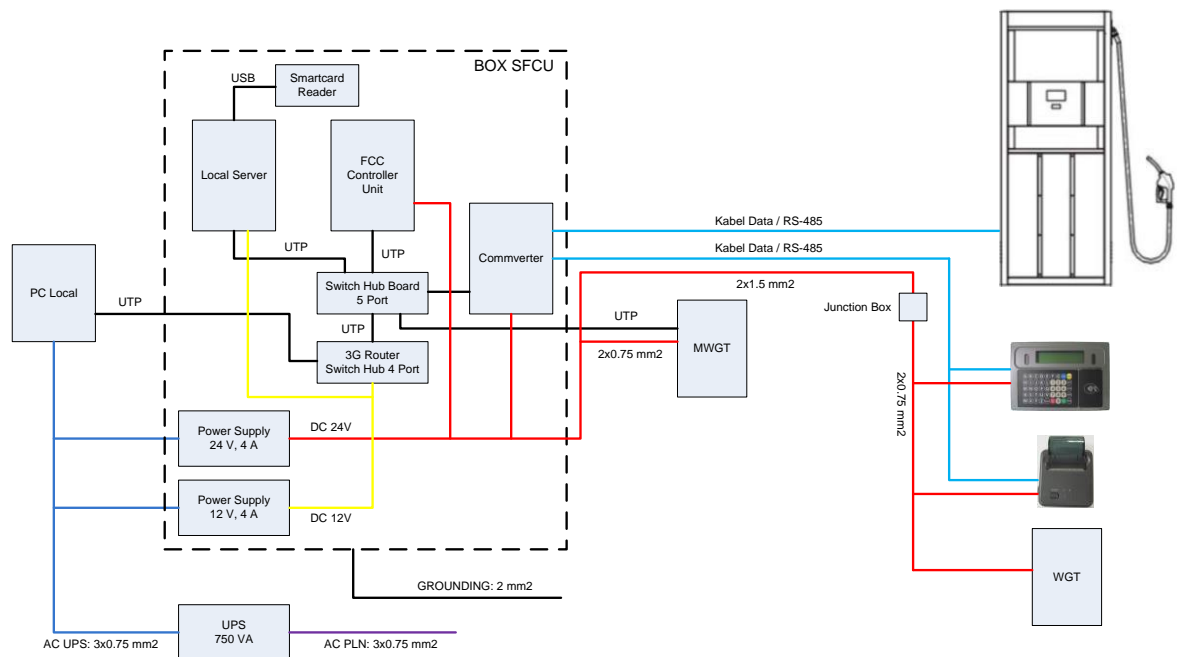 BOX SFCU
USB
Smartcard
Reader
Local Server
FCC
Controller
Unit
Kabel Data / RS-485
Kabel Data / RS-485
Commverter
UTP
UTP
PC Local
UTP
Switch Hub Board
5 Port
2x1.5 mm2
Junction Box
UTP
UTP
3G Router
Switch Hub 4 Port
2x0.75 mm2
MWGT
2x0.75 mm2
Power Supply
24 V, 4 A
DC 24V
Power Supply
12 V, 4 A
DC 12V
WGT
GROUNDING: 2 mm2
UPS
750 VA
AC UPS: 3x0.75 mm2
AC PLN: 3x0.75 mm2